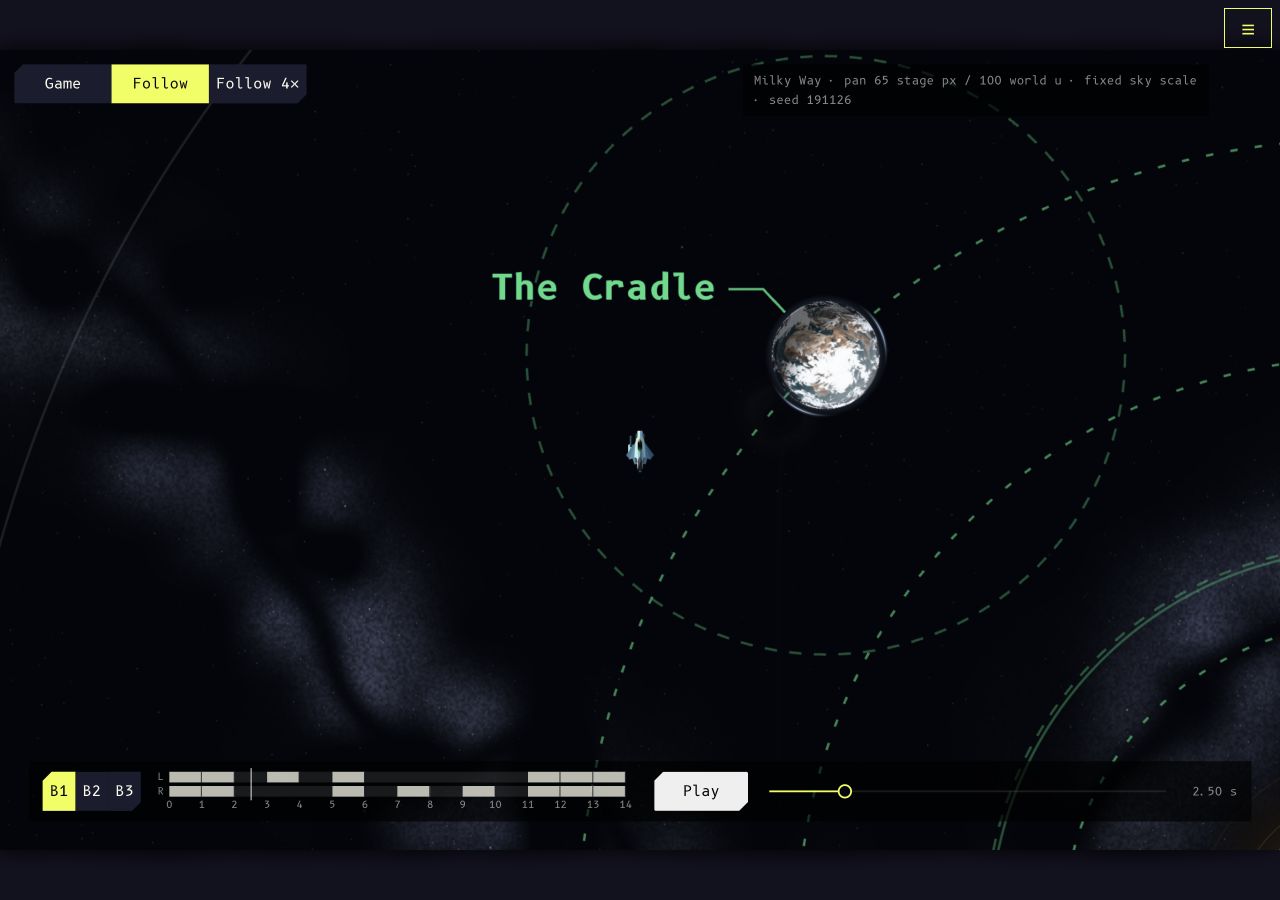 ≡
Game Follow Follow 4×
Milky Way · pan 65 stage px / 100 world u · fixed sky scale
· seed 191126
The Cradle
B1 B2 B3
L
R
0 1 2 3 4 5 6 7 8 9 10 11 12 13 14
Play
2.50 s